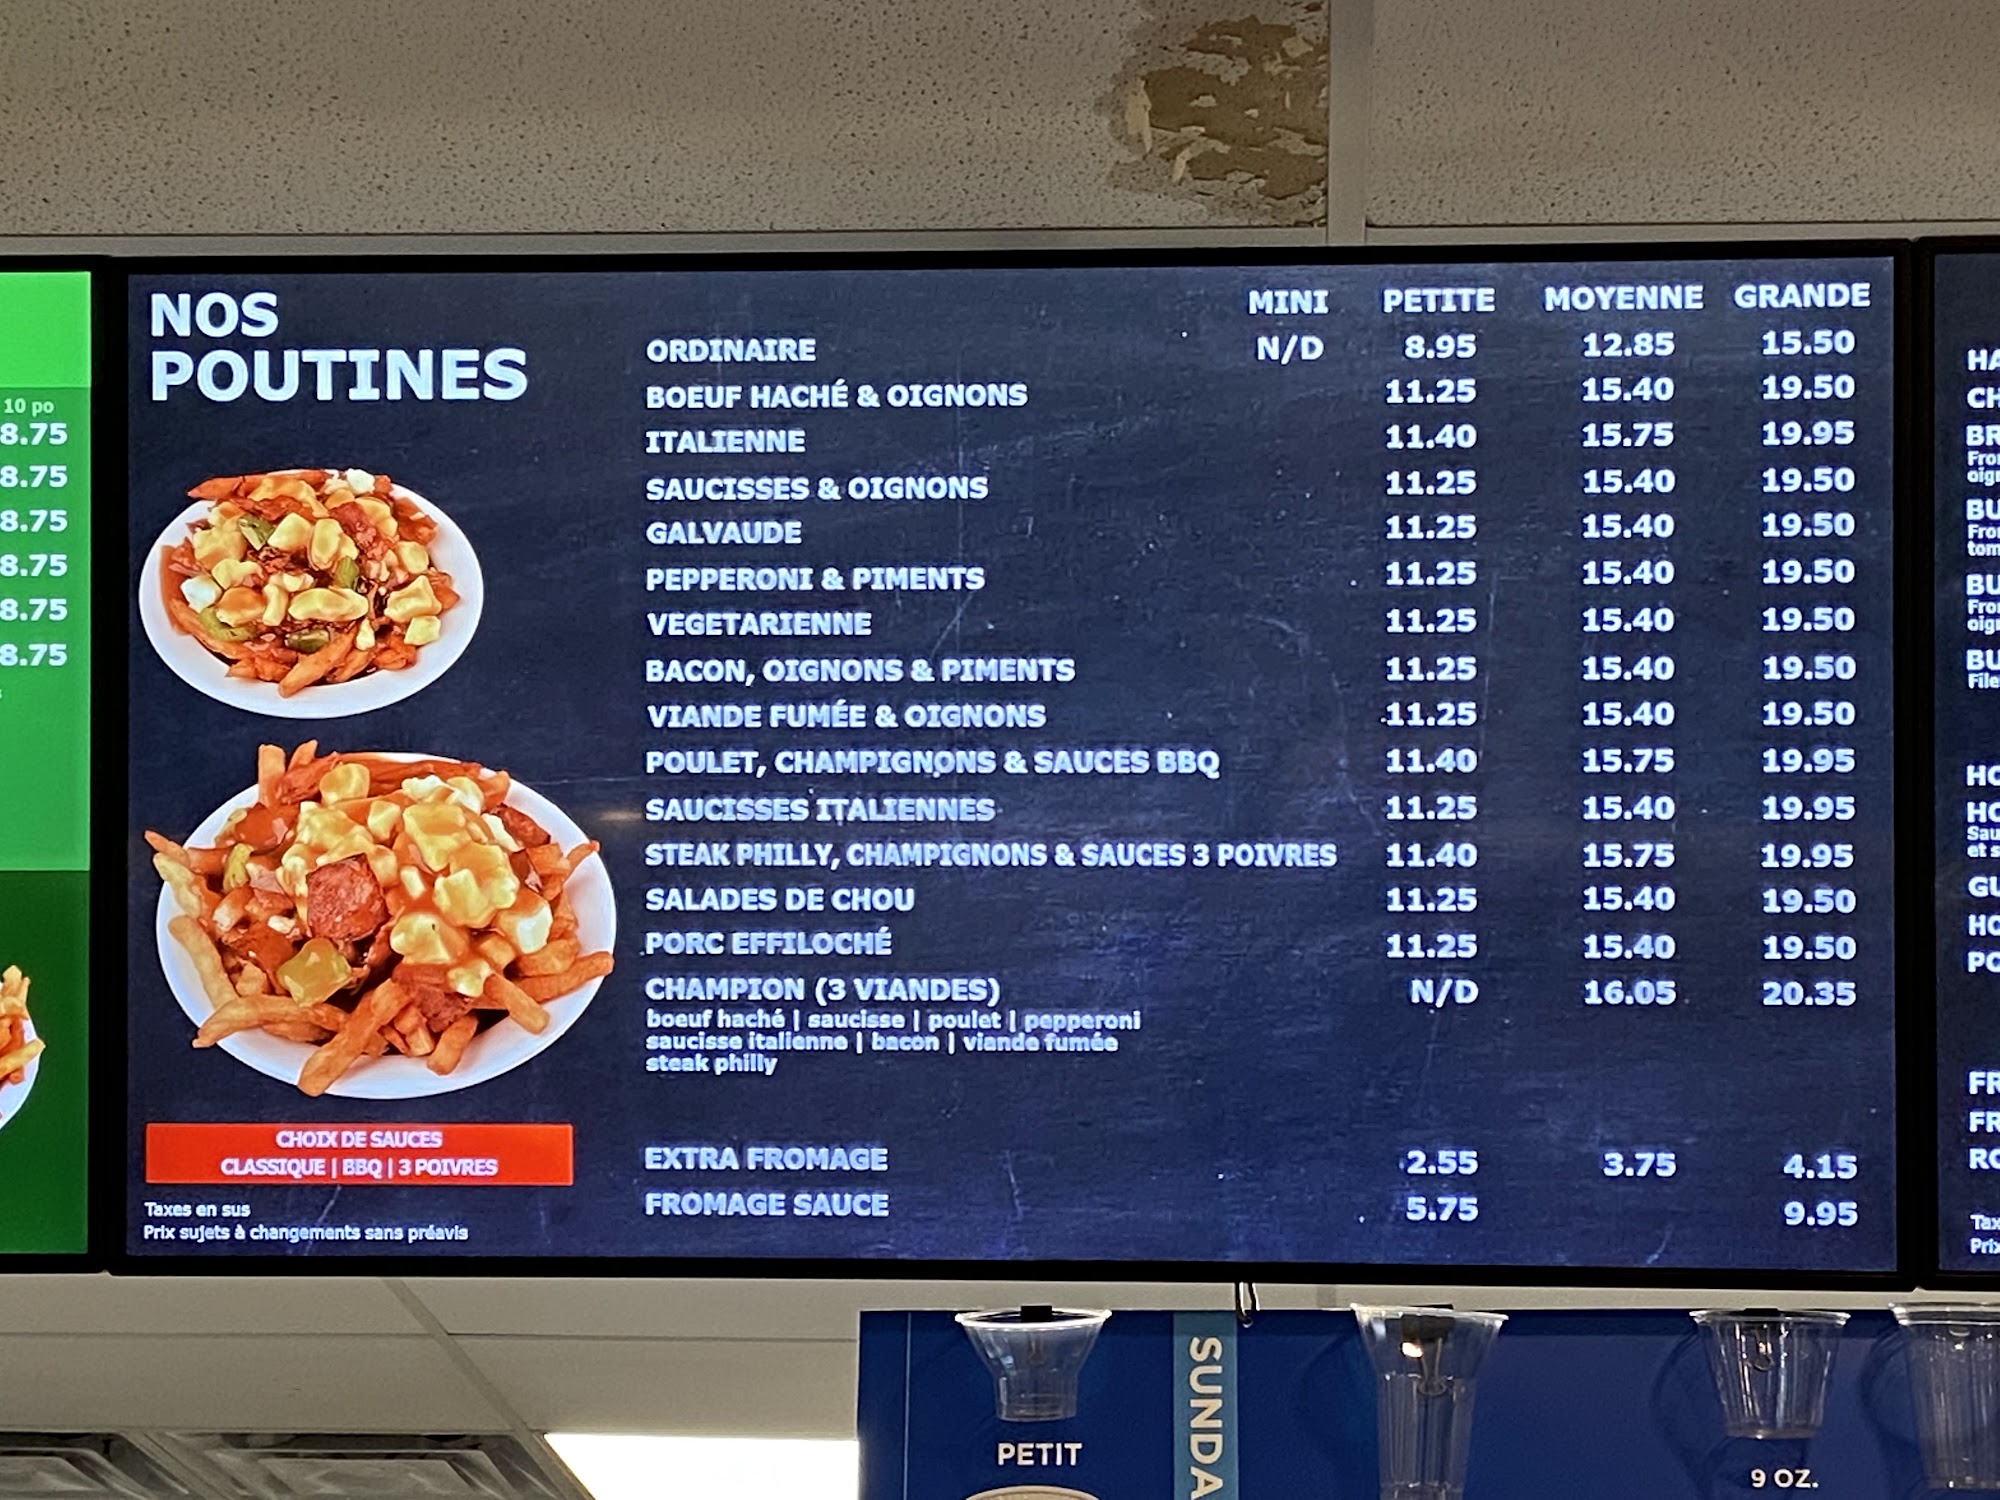 10 po
8.75
8.75
8.75
8.75
8.75
8.75
NOS
POUTINES
MINI PETITE MOYENNE GRANDE
ORDINAIRE N/D 8.95 12.85 15.50
BOEUF HACHÉ & OIGNONS 11.25 15.40 19.50
ITALIENNE 11.40 15.75 19.95
SAUCISSES & OIGNONS 11.25 15.40 19.50
GALVAUDE 11.25 15.40 19.50
PEPPERONI & PIMENTS 11.25 15.40 19.50
VEGETARIENNE 11.25 15.40 19.50
BACON, OIGNONS & PIMENTS 11.25 15.40 19.50
VIANDE FUMÉE & OIGNONS 11.25 15.40 19.50
POULET, CHAMPIGNONS & SAUCES BBQ 11.40 15.75 19.95
SAUCISSES ITALIENNES 11.25 15.40 19.95
STEAK PHILLY, CHAMPIGNONS & SAUCES 3 POIVRES 11.40 15.75 19.95
SALADES DE CHOU 11.25 15.40 19.50
PORC EFFILOCHÉ 11.25 15.40 19.50
CHAMPION (3 VIANDES) N/D 16.05 20.35
boeuf haché | saucisse | poulet | pepperoni
saucisse italienne | bacon | viande fumée
steak philly
EXTRA FROMAGE 2.55 3.75 4.15
FROMAGE SAUCE 5.75 9.95
CHOIX DE SAUCES
CLASSIQUE | BBQ | 3 POIVRES
Taxes en sus
Prix sujets à changements sans préavis
PETIT
SUNDA
9 OZ.